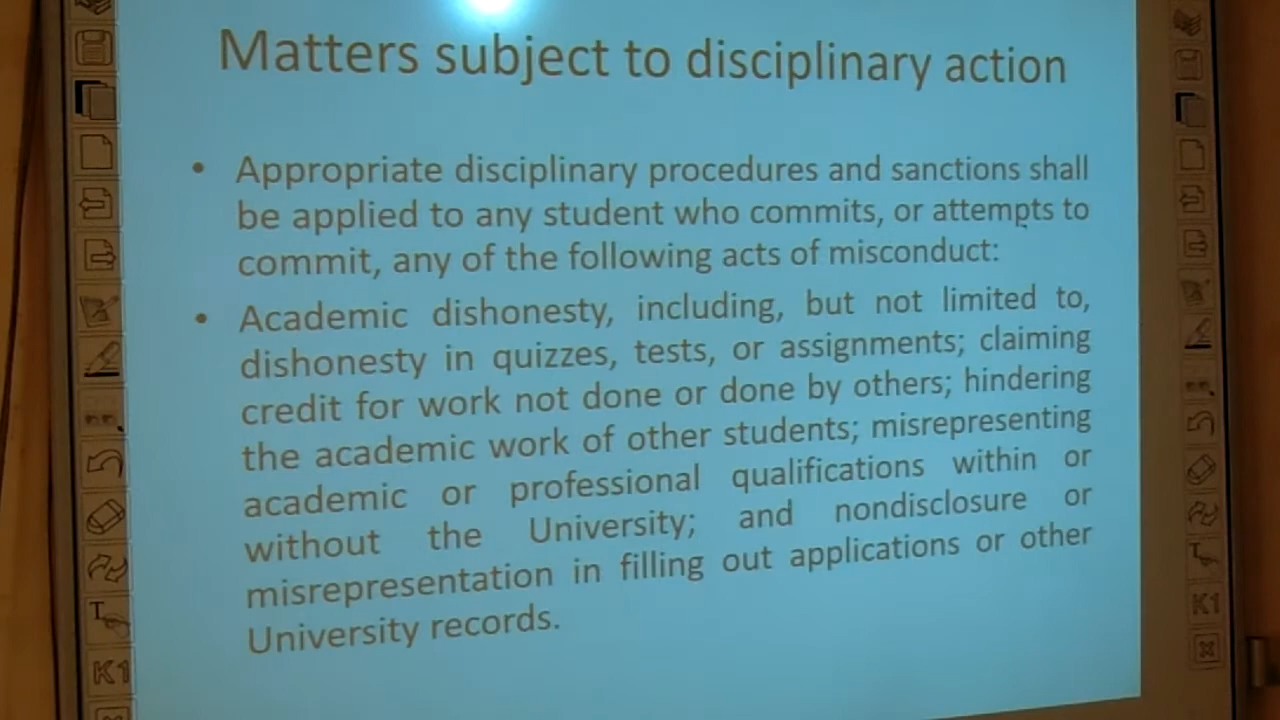 Matters subject to disciplinary action
• Appropriate disciplinary procedures and sanctions shall
be applied to any student who commits, or attempts to
commit, any of the following acts of misconduct:
• Academic dishonesty, including, but not limited to,
dishonesty in quizzes, tests, or assignments; claiming
credit for work not done or done by others; hindering
the academic work of other students; misrepresenting
academic or professional qualifications within or
without the University; and nondisclosure or
misrepresentation in filling out applications or other
University records.
T
K1
T
K1